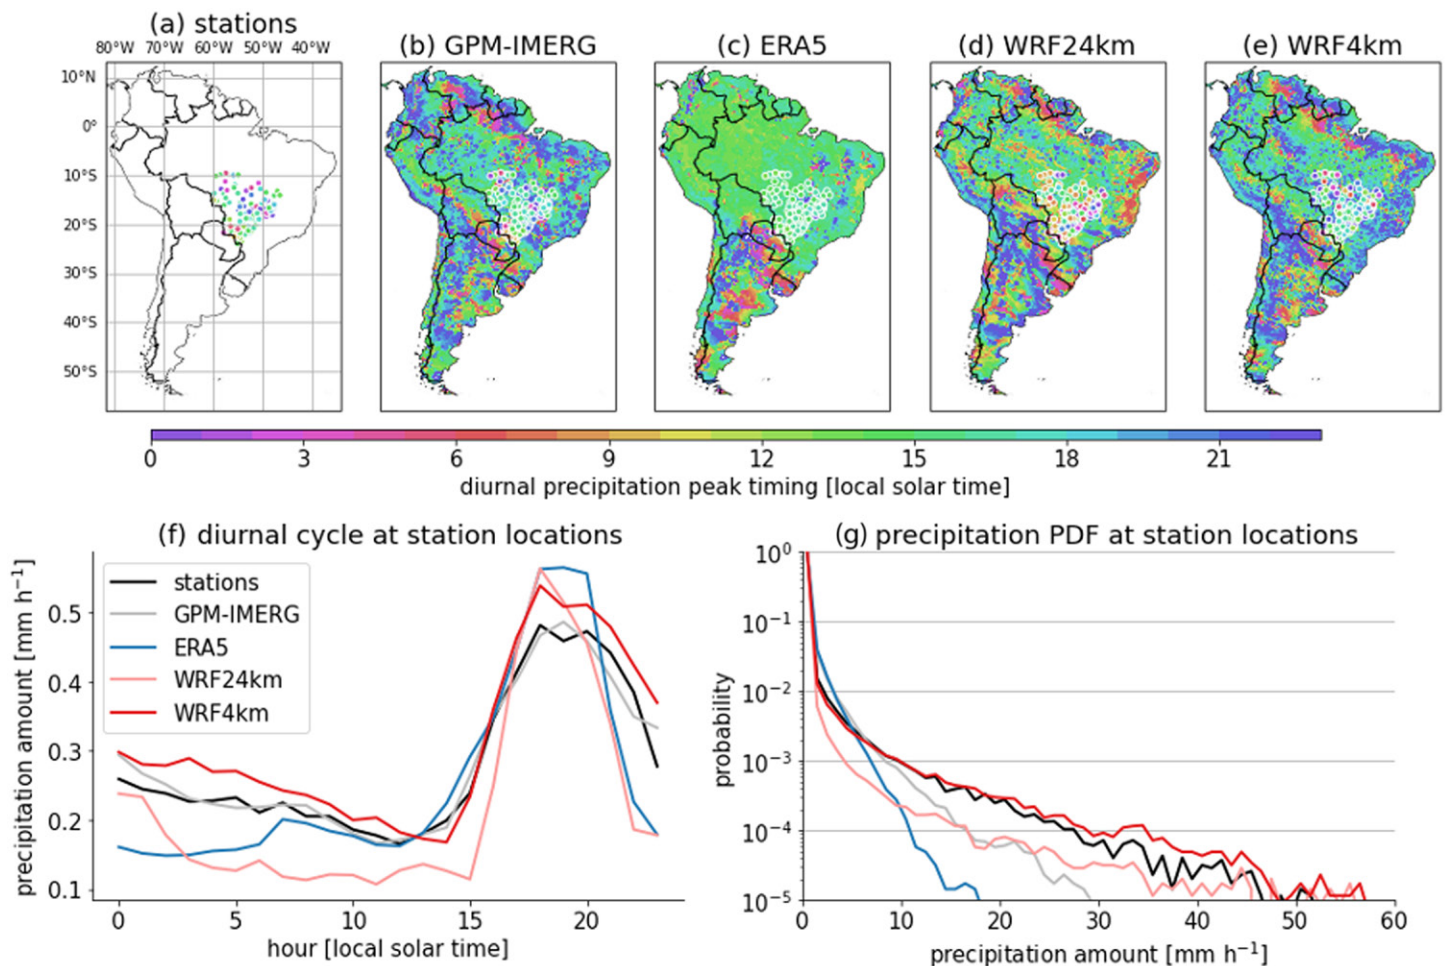 (a) stations
80°W 70°W 60°W 50°W 40°W
(b) GPM-IMERG
(c) ERA5
(d) WRF24km
(e) WRF4km
10°N
0°
10°S
20°S
30°S
40°S
50°S
0 3 6 9 12 15 18 21
diurnal precipitation peak timing [local solar time]
(f) diurnal cycle at station locations
precipitation amount [mm h⁻¹]
0.5
0.4
0.3
0.2
0.1
stations
GPM-IMERG
ERA5
WRF24km
WRF4km
0 5 10 15 20
hour [local solar time]
(g) precipitation PDF at station locations
probability
10⁰
10⁻¹
10⁻²
10⁻³
10⁻⁴
10⁻⁵
0 10 20 30 40 50 60
precipitation amount [mm h⁻¹]